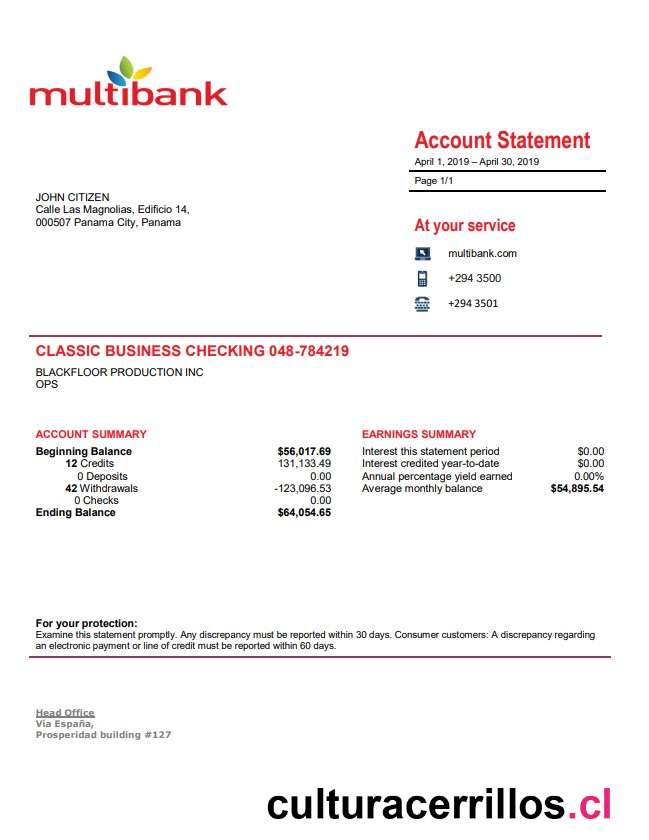 multibank
Account Statement
April 1, 2019 – April 30, 2019
Page 1/1
JOHN CITIZEN
Calle Las Magnolias, Edificio 14,
000507 Panama City, Panama
At your service
multibank.com
+294 3500
+294 3501
CLASSIC BUSINESS CHECKING 048-784219
BLACKFLOOR PRODUCTION INC
OPS
ACCOUNT SUMMARY
Beginning Balance $56,017.69
12 Credits 131,133.49
0 Deposits 0.00
42 Withdrawals -123,096.53
0 Checks 0.00
Ending Balance $64,054.65
EARNINGS SUMMARY
Interest this statement period $0.00
Interest credited year-to-date $0.00
Annual percentage yield earned 0.00%
Average monthly balance $54,895.54
For your protection:
Examine this statement promptly. Any discrepancy must be reported within 30 days. Consumer customers: A discrepancy regarding
an electronic payment or line of credit must be reported within 60 days.
Head Office
Via España,
Prosperidad building #127
culturacerrillos.cl